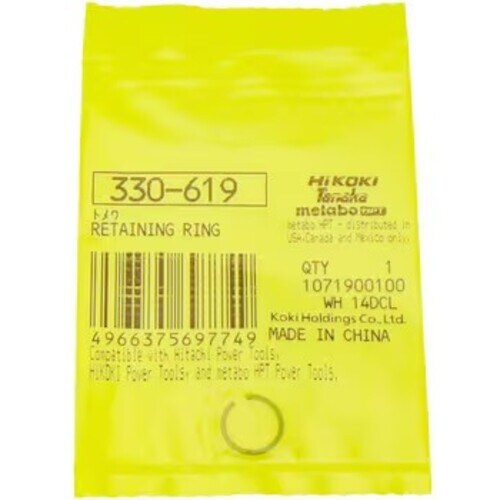 330-619
トメワ
RETAINING RING
4966375697749
HiKOKI
Tanaka
metabo HPT
metabo HPT - distributed in
USA,Canada and Mexico only.
QTY 1
1071900100
WH 14DCL
Koki Holdings Co.,Ltd.
MADE IN CHINA
Compatible with Hitachi Power Tools,
HiKOKI Power Tools, and metabo HPT Power Tools.